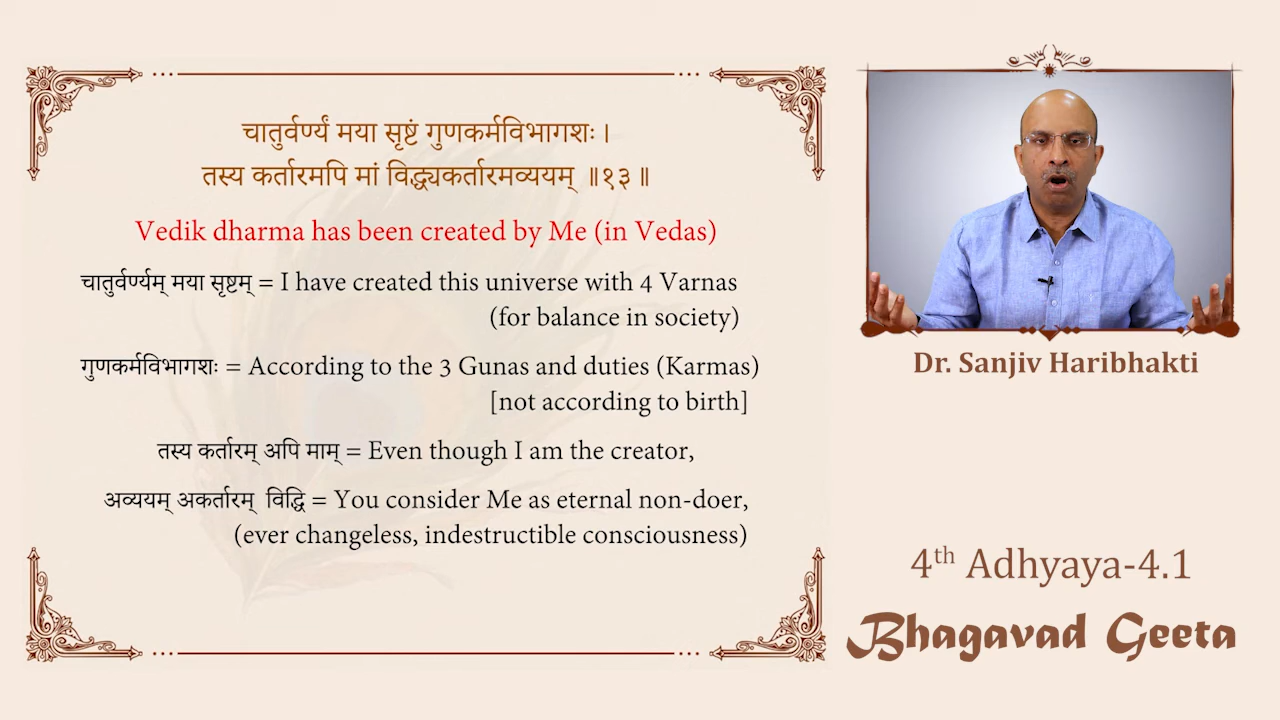 चातुर्वर्ण्यं मया सृष्टं गुणकर्मविभागशः ।
तस्य कर्तारमपि मां विद्ध्यकर्तारमव्ययम् ॥१३॥
Vedik dharma has been created by Me (in Vedas)
चातुर्वर्ण्यम् मया सृष्टम् = I have created this universe with 4 Varnas
(for balance in society)
गुणकर्मविभागशः = According to the 3 Gunas and duties (Karmas)
[not according to birth]
तस्य कर्तारम् अपि माम् = Even though I am the creator,
अव्ययम् अकर्तारम् विद्धि = You consider Me as eternal non-doer,
(ever changeless, indestructible consciousness)
Dr. Sanjiv Haribhakti
4th Adhyaya-4.1
Bhagavad Geeta